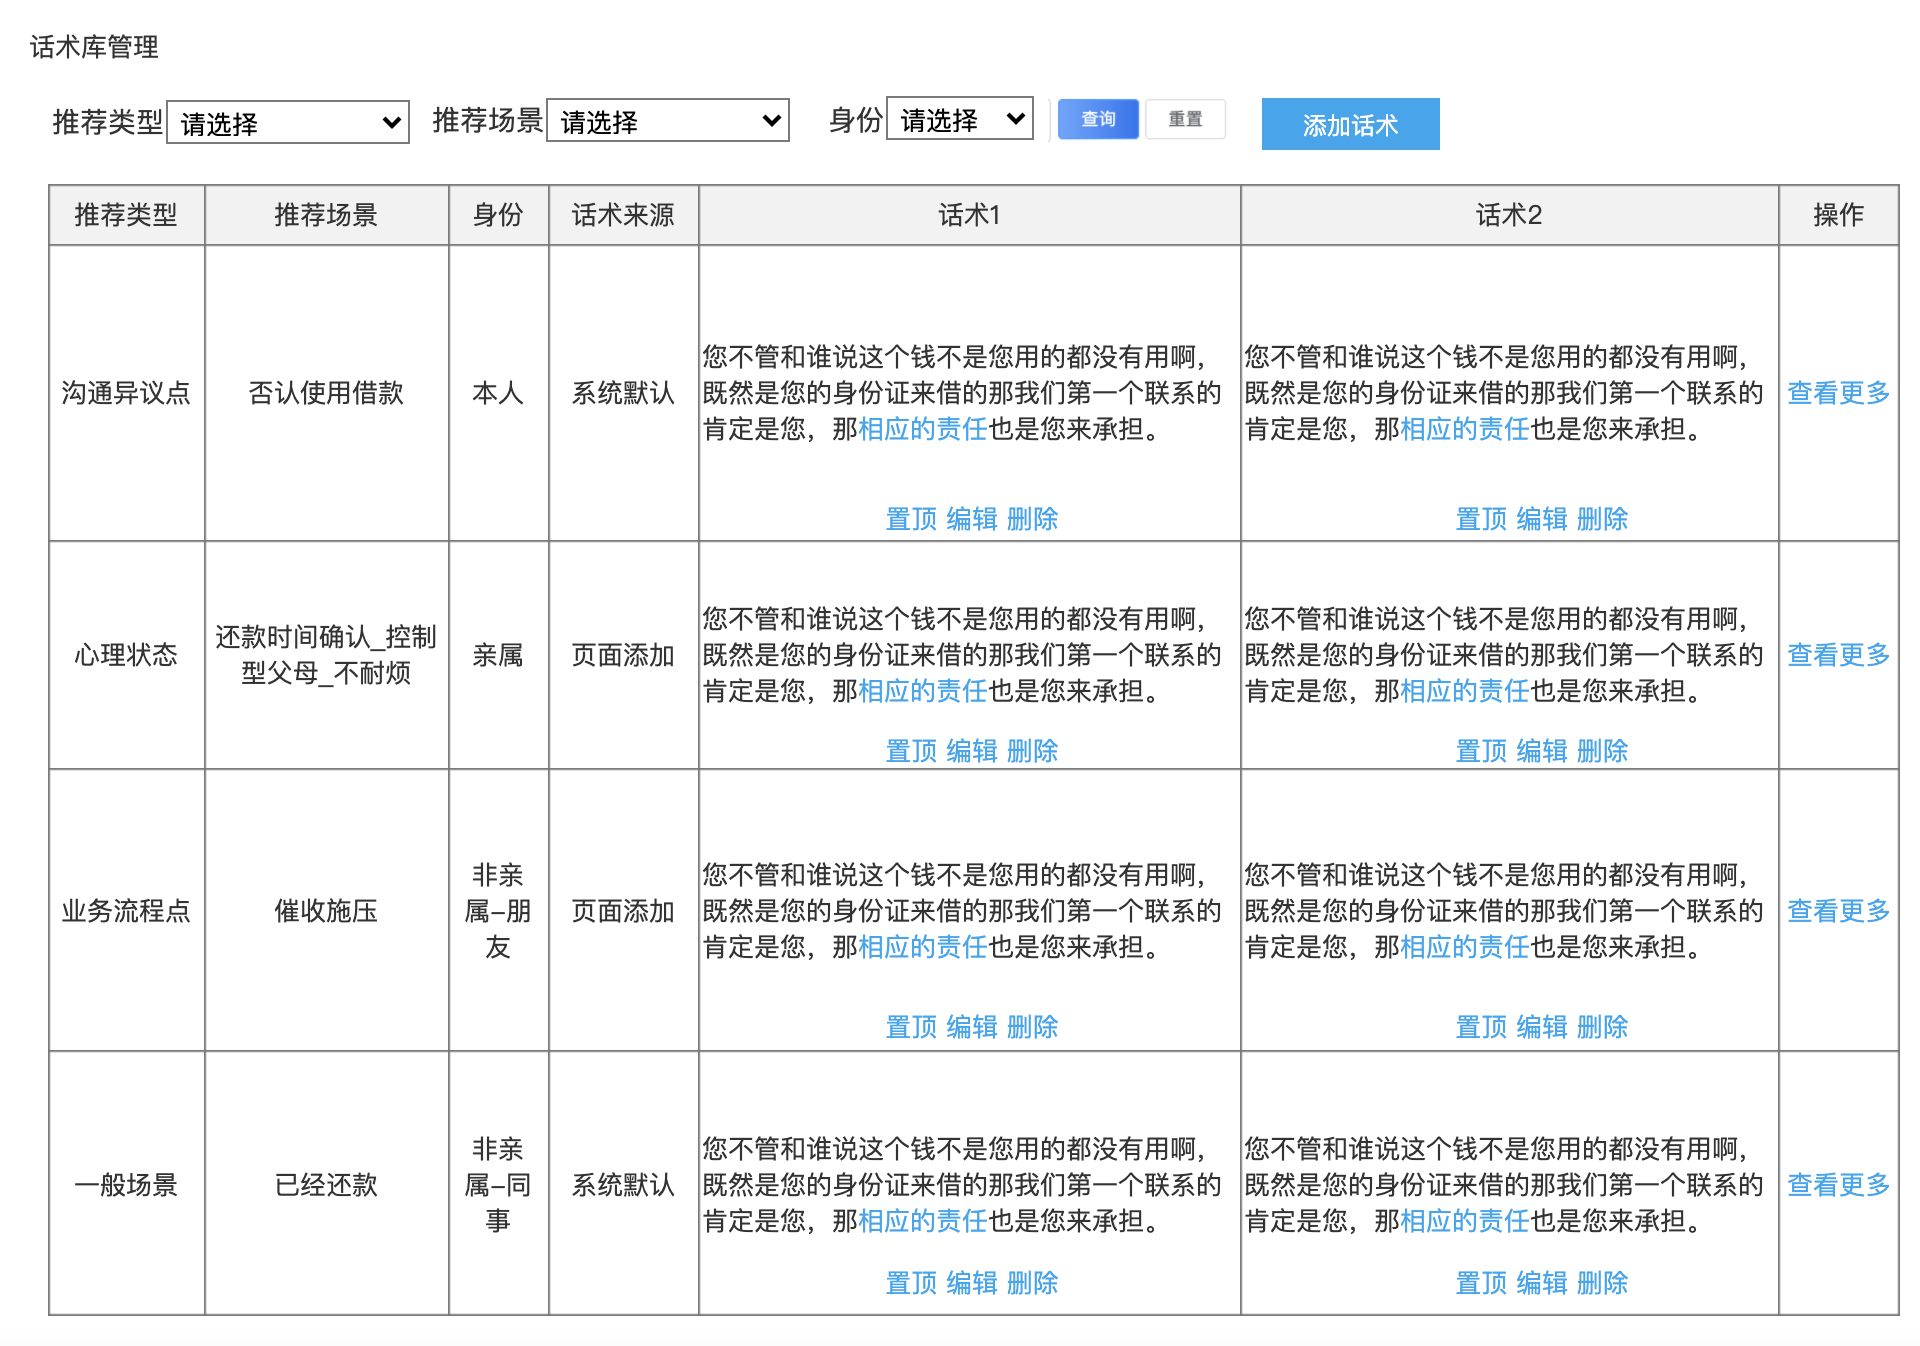 话术库管理
推荐类型 请选择 推荐场景 请选择 身份 请选择 查询 重置 添加话术
推荐类型 推荐场景 身份 话术来源 话术1 话术2 操作
沟通异议点
否认使用借款
本人
系统默认
您不管和谁说这个钱不是您用的都没有用啊，
既然是您的身份证来借的那我们第一个联系的
肯定是您，那相应的责任也是您来承担。
置顶 编辑 删除
您不管和谁说这个钱不是您用的都没有用啊，
既然是您的身份证来借的那我们第一个联系的
肯定是您，那相应的责任也是您来承担。
置顶 编辑 删除
查看更多
心理状态
还款时间确认_控制
型父母_不耐烦
亲属
页面添加
您不管和谁说这个钱不是您用的都没有用啊，
既然是您的身份证来借的那我们第一个联系的
肯定是您，那相应的责任也是您来承担。
置顶 编辑 删除
您不管和谁说这个钱不是您用的都没有用啊，
既然是您的身份证来借的那我们第一个联系的
肯定是您，那相应的责任也是您来承担。
置顶 编辑 删除
查看更多
业务流程点
催收施压
非亲
属–朋
友
页面添加
您不管和谁说这个钱不是您用的都没有用啊，
既然是您的身份证来借的那我们第一个联系的
肯定是您，那相应的责任也是您来承担。
置顶 编辑 删除
您不管和谁说这个钱不是您用的都没有用啊，
既然是您的身份证来借的那我们第一个联系的
肯定是您，那相应的责任也是您来承担。
置顶 编辑 删除
查看更多
一般场景
已经还款
非亲
属–同
事
系统默认
您不管和谁说这个钱不是您用的都没有用啊，
既然是您的身份证来借的那我们第一个联系的
肯定是您，那相应的责任也是您来承担。
置顶 编辑 删除
您不管和谁说这个钱不是您用的都没有用啊，
既然是您的身份证来借的那我们第一个联系的
肯定是您，那相应的责任也是您来承担。
置顶 编辑 删除
查看更多